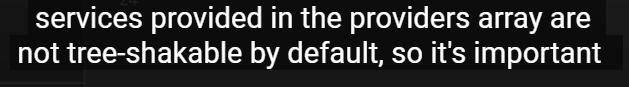 services provided in the providers array are
not tree-shakable by default, so it's important